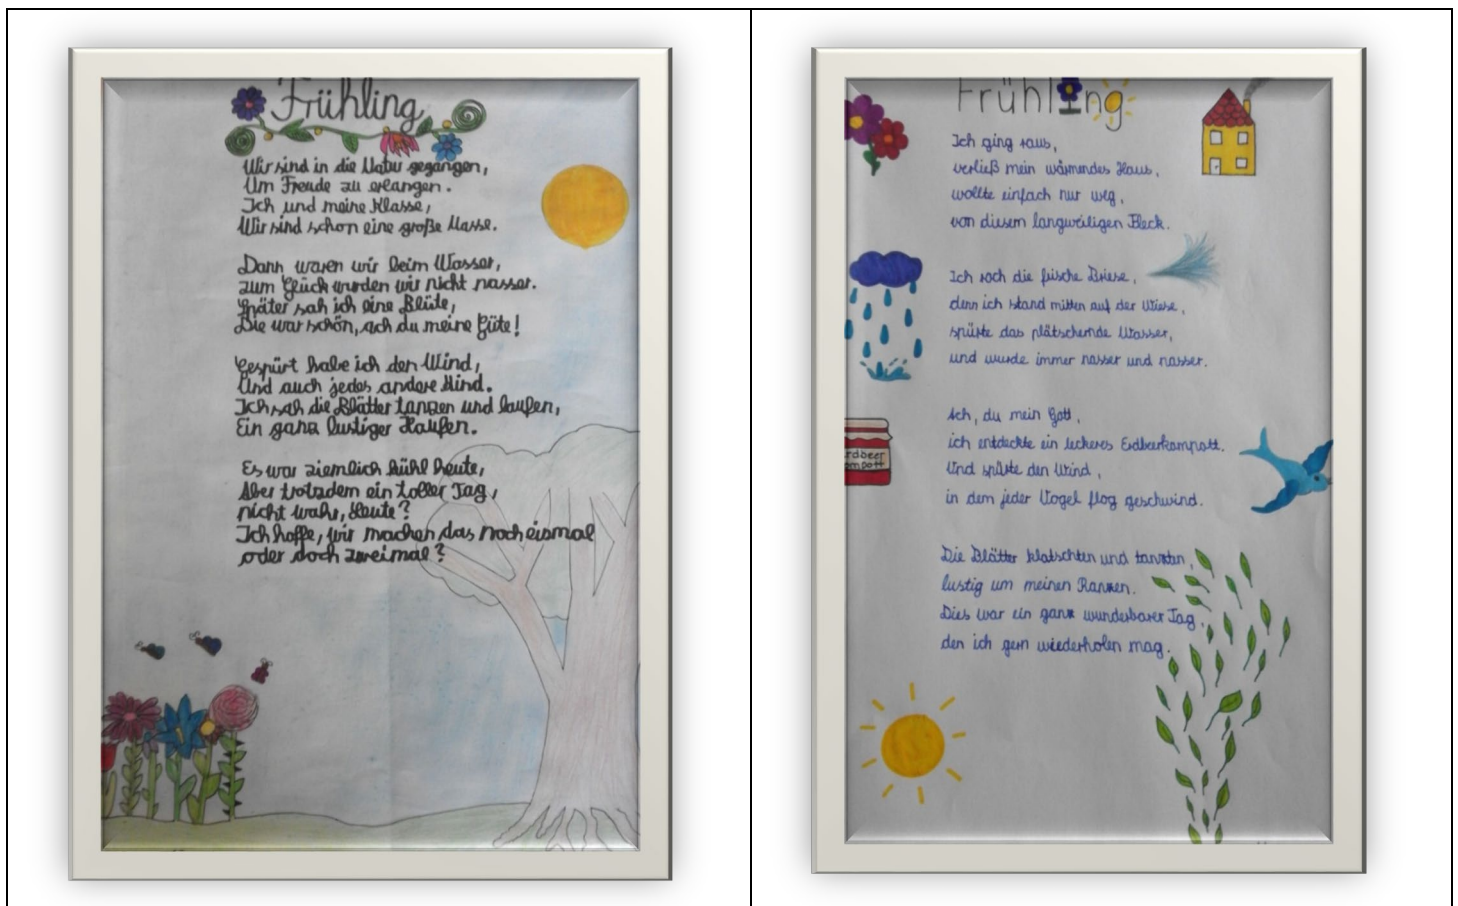 Frühling
Wir sind in die Natur gegangen,
Um Freude zu erlangen.
Ich und meine Klasse,
Wir sind schon eine große Masse.
Dann waren wir beim Wasser,
zum Glück wurden wir nicht nasser.
Später sah ich eine Blüte,
Die war schön, ach du meine Güte!
Gespürt habe ich den Wind,
Und auch jedes andere Kind.
Ich sah die Blätter tanzen und laufen,
Ein ganz lustiger Haufen.
Es war ziemlich kühl heute,
Aber trotzdem ein toller Tag,
nicht wahr, Leute?
Ich hoffe, wir machen das noch eismal
oder doch zweimal?
Frühling
Ich ging raus,
verließ mein wärmendes Haus,
wollte einfach nur weg,
von diesem langweiligen Fleck.
Ich roch die frische Briese,
denn ich stand mitten auf der Wiese,
spürte das plätschernde Wasser,
und wurde immer nasser und nasser.
Ach, du mein Gott,
ich entdeckte ein leckeres Erdbeerkompott.
Und spürte den Wind,
in dem jeder Vogel flog geschwind.
rdbeer
ompott
Die Blätter klatschten und tanzten,
lustig um meinen Ranzen.
Dies war ein ganz wunderbarer Tag,
den ich gern wiederholen mag.